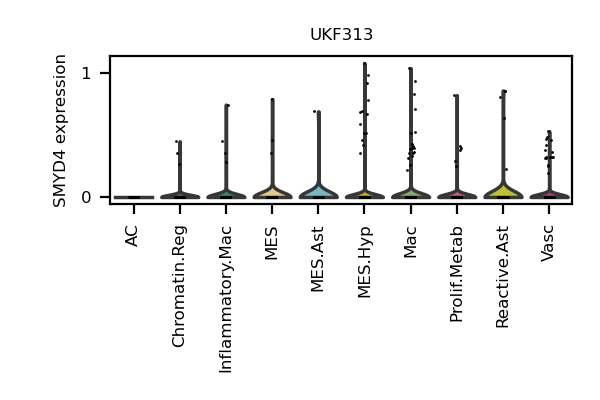 UKF313
SMYD4 expression
1
0
AC
Chromatin.Reg
Inflammatory.Mac
MES
MES.Ast
MES.Hyp
Mac
Prolif.Metab
Reactive.Ast
Vasc